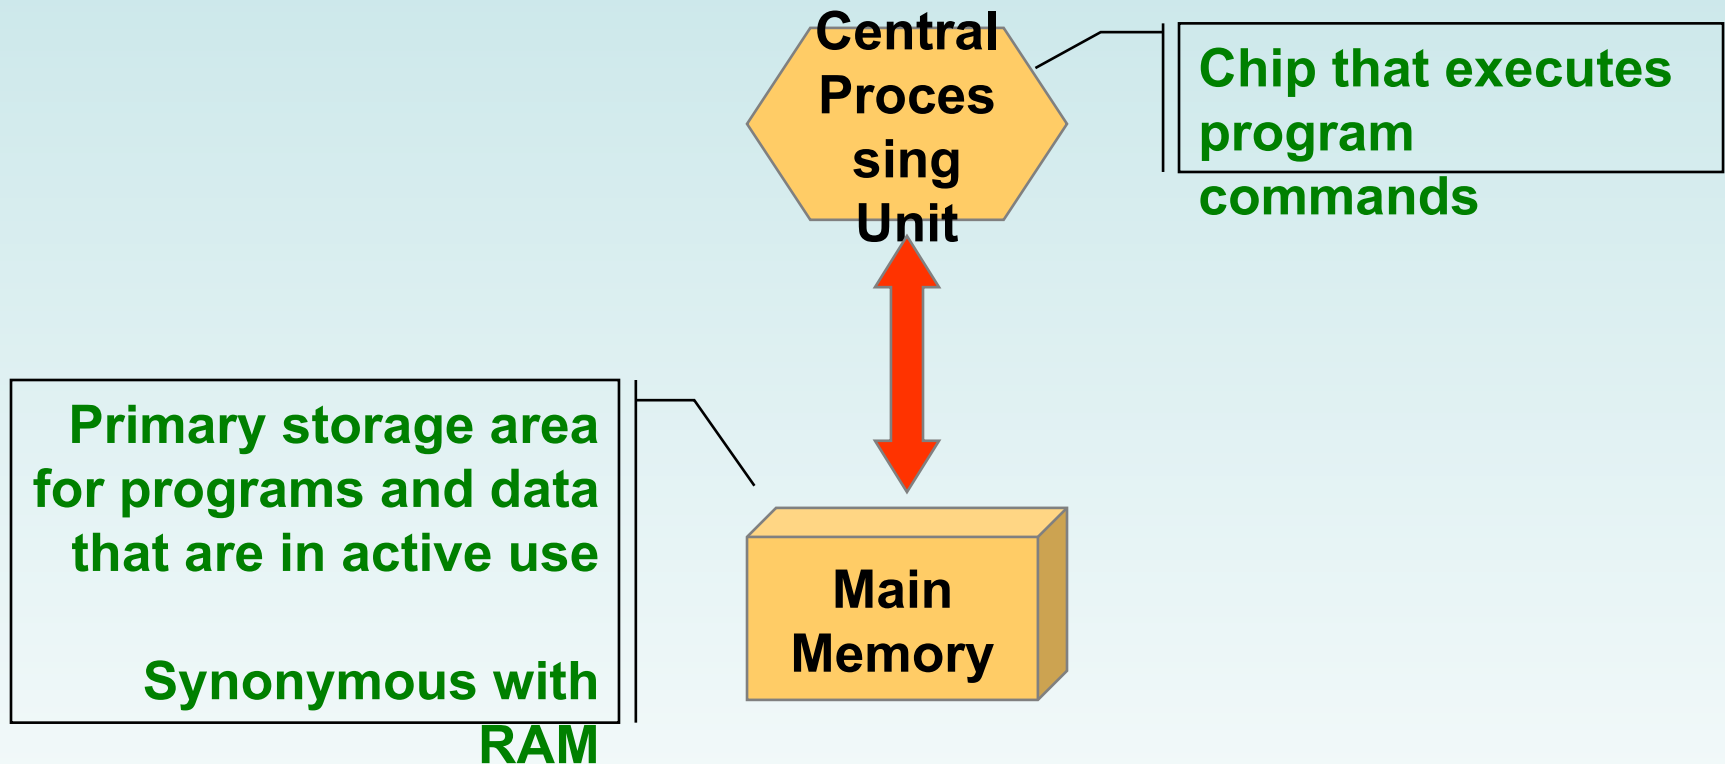 Central
Proces
sing
Unit
Chip that executes
program
commands
Primary storage area
for programs and data
that are in active use
Synonymous with
RAM
Main
Memory